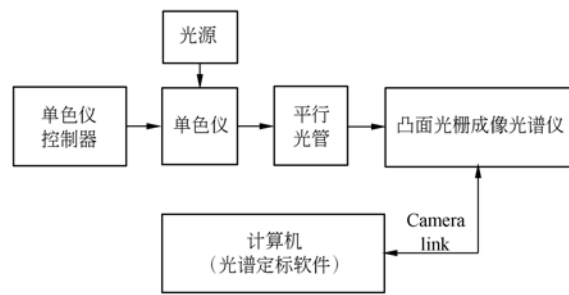 光源
单色仪
控制器
单色仪
平行
光管
凸面光栅成像光谱仪
Camera
link
计算机
（光谱定标软件）